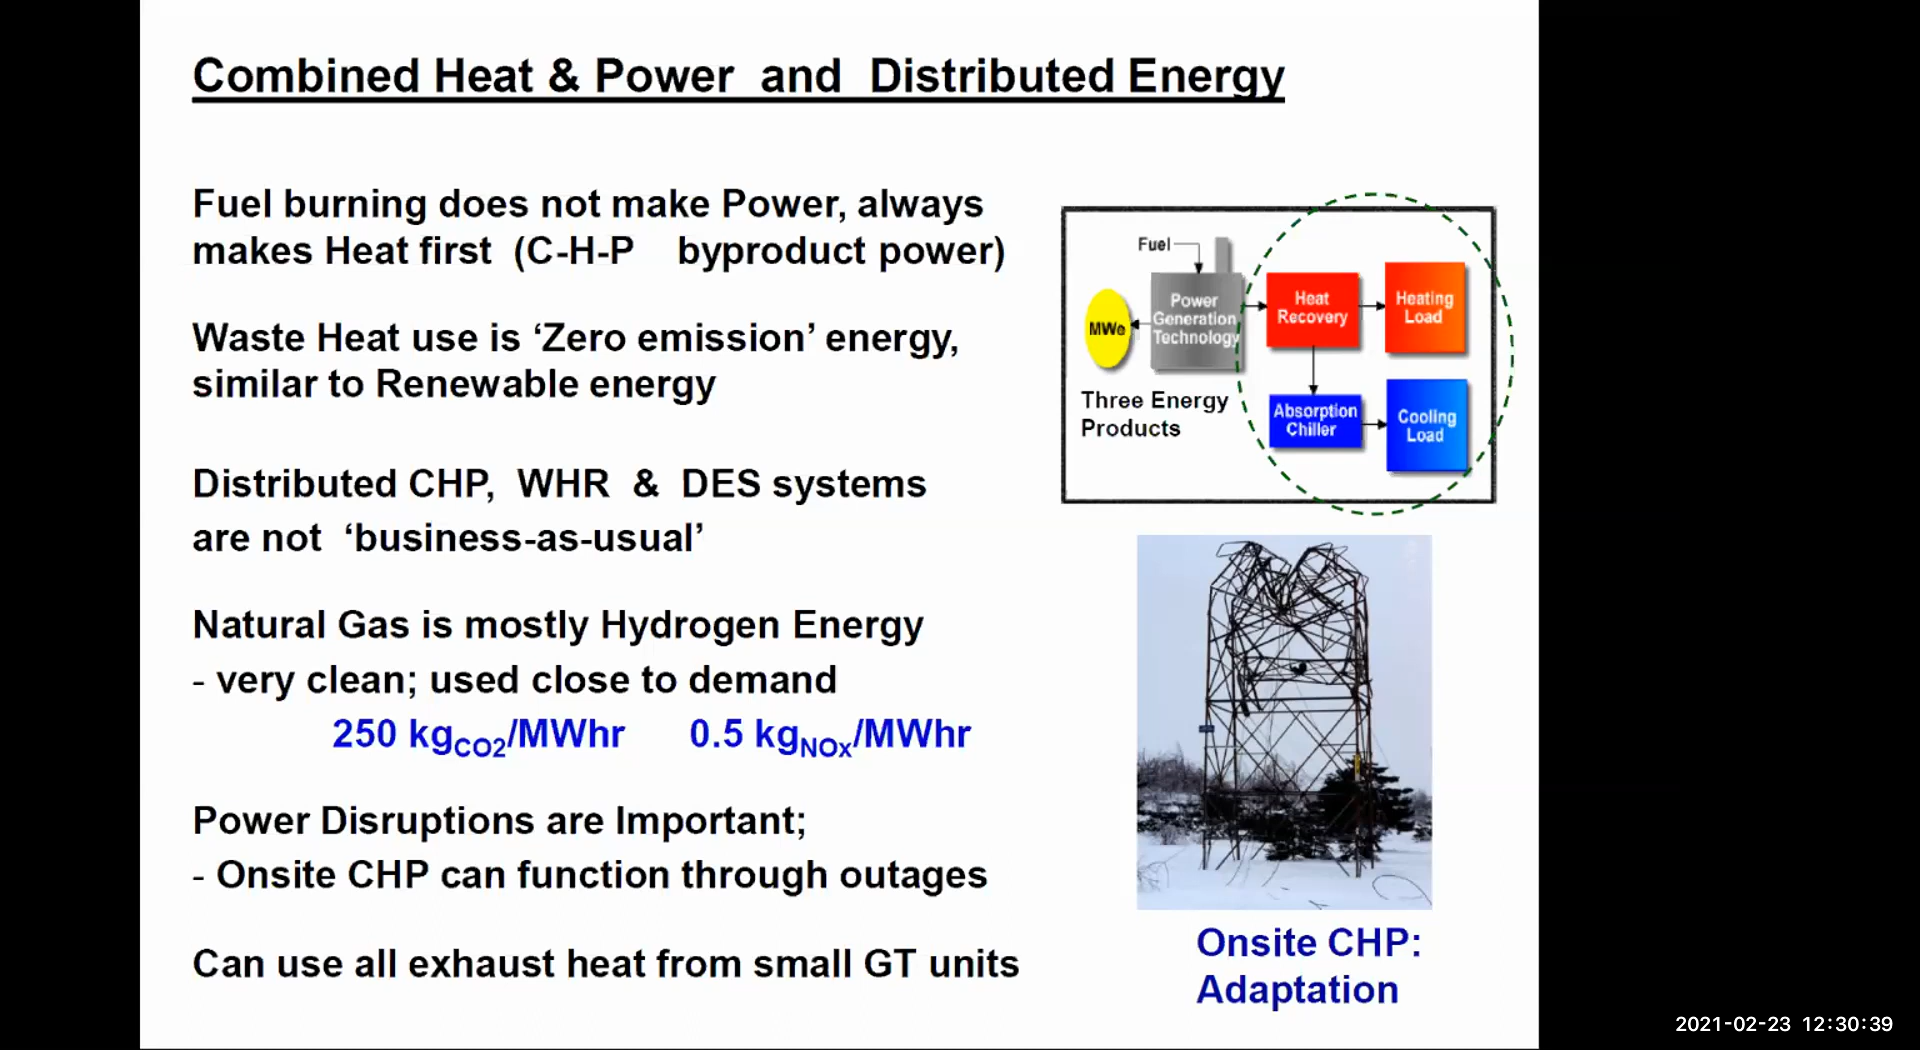 Combined Heat & Power and Distributed Energy
Fuel burning does not make Power, always
makes Heat first (C-H-P byproduct power)
Waste Heat use is ‘Zero emission’ energy,
similar to Renewable energy
Distributed CHP, WHR & DES systems
are not ‘business-as-usual’
Natural Gas is mostly Hydrogen Energy
- very clean; used close to demand
250 kgCO2/MWhr 0.5 kgNOx/MWhr
Power Disruptions are Important;
- Onsite CHP can function through outages
Can use all exhaust heat from small GT units
Fuel
MWe
Power
Generation
Technology
Heat
Recovery
Heating
Load
Three Energy
Products
Absorption
Chiller
Cooling
Load
Onsite CHP:
Adaptation
2021-02-23 12:30:39